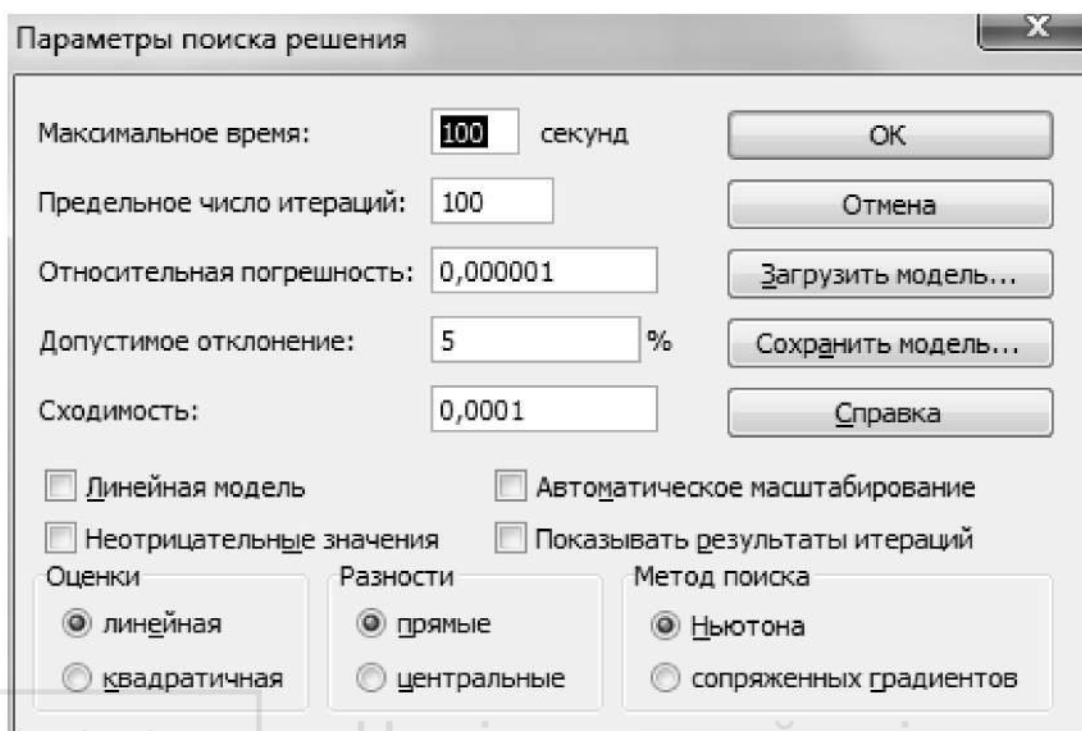 Параметры поиска решения
Максимальное время: 100 секунд ОК
Предельное число итераций: 100 Отмена
Относительная погрешность: 0,000001 Загрузить модель...
Допустимое отклонение: 5 % Сохранить модель...
Сходимость: 0,0001 Справка
Линейная модель Автоматическое масштабирование
Неотрицательные значения Показывать результаты итераций
Оценки Разности Метод поиска
линейная прямые Ньютона
квадратичная центральные сопряженных градиентов